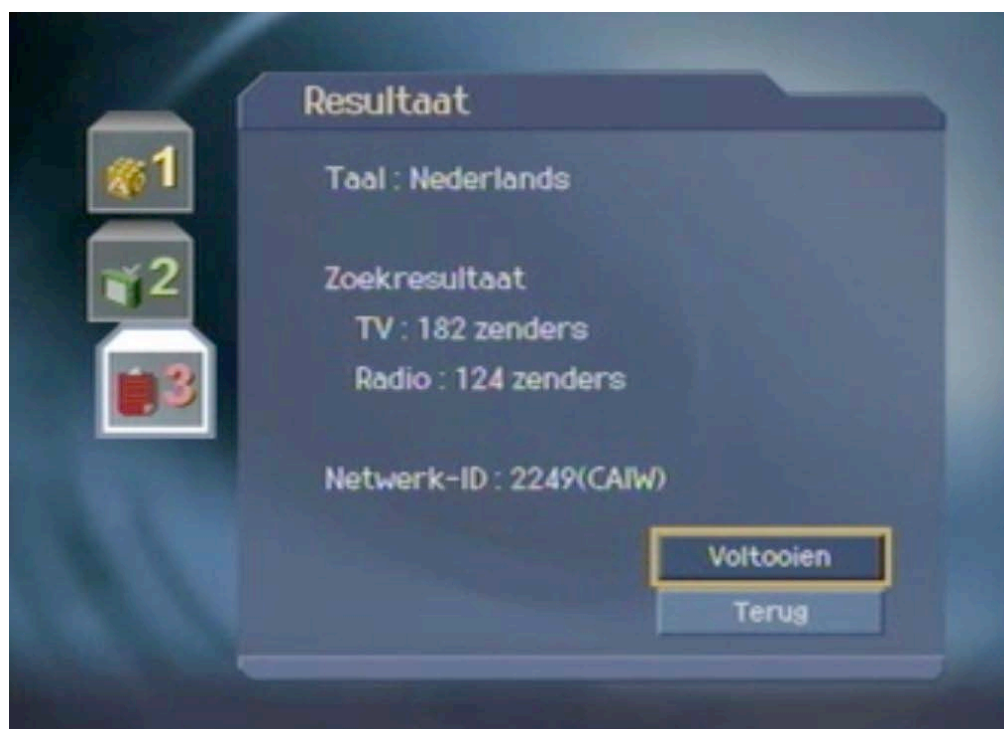 Resultaat
1
Taal : Nederlands
2
Zoekresultaat
TV : 182 zenders
3
Radio : 124 zenders
Netwerk-ID : 2249(CAIW)
Voltooien
Terug